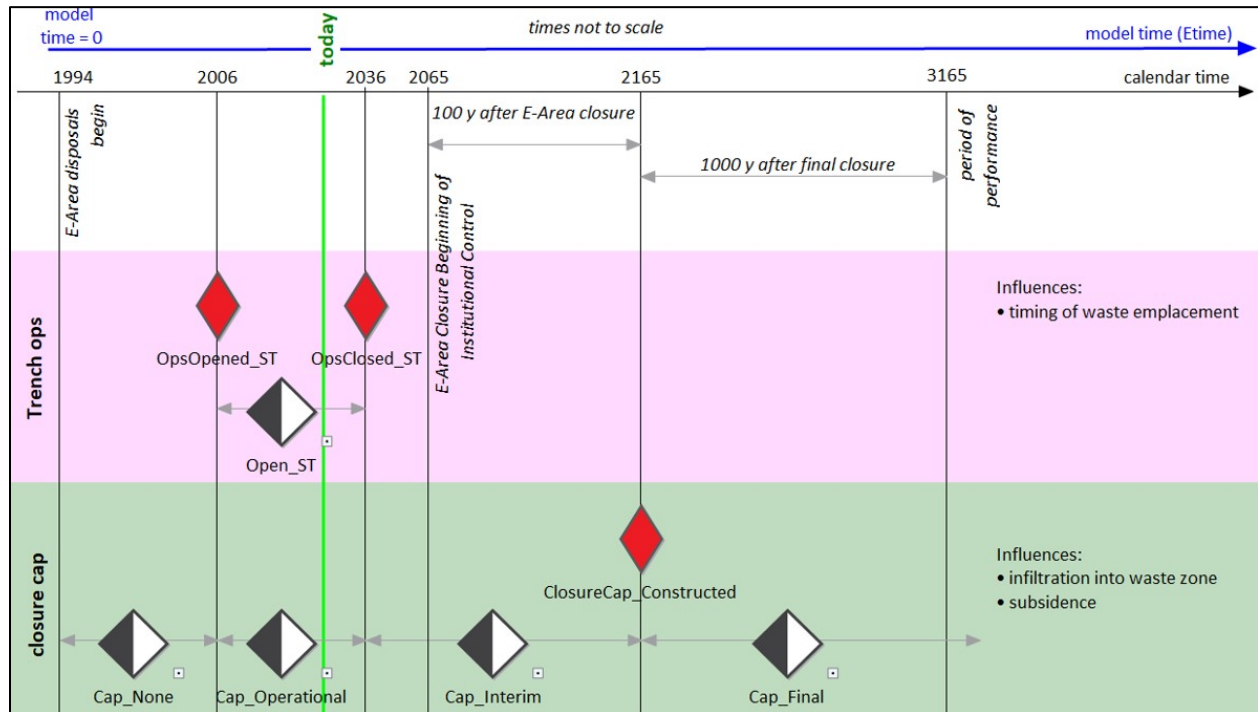 model
time = 0
times not to scale
model time (Etime)
today
1994
2006
2036
2065
2165
3165
calendar time
E-Area disposals
begin
100 y after E-Area closure
1000 y after final closure
period of
performance
E-Area Closure Beginning of
Institutional Control
Trench ops
OpsOpened_ST
OpsClosed_ST
Open_ST
Influences:
• timing of waste emplacement
closure cap
ClosureCap_Constructed
Influences:
• infiltration into waste zone
• subsidence
Cap_None
Cap_Operational
Cap_Interim
Cap_Final